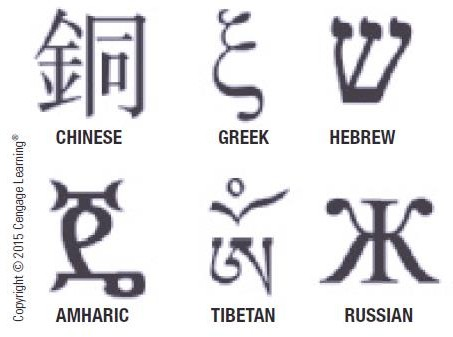 銅 ξ ש
CHINESE GREEK HEBREW
ༀ Ж
AMHARIC TIBETAN RUSSIAN
Copyright © 2015 Cengage Learning®